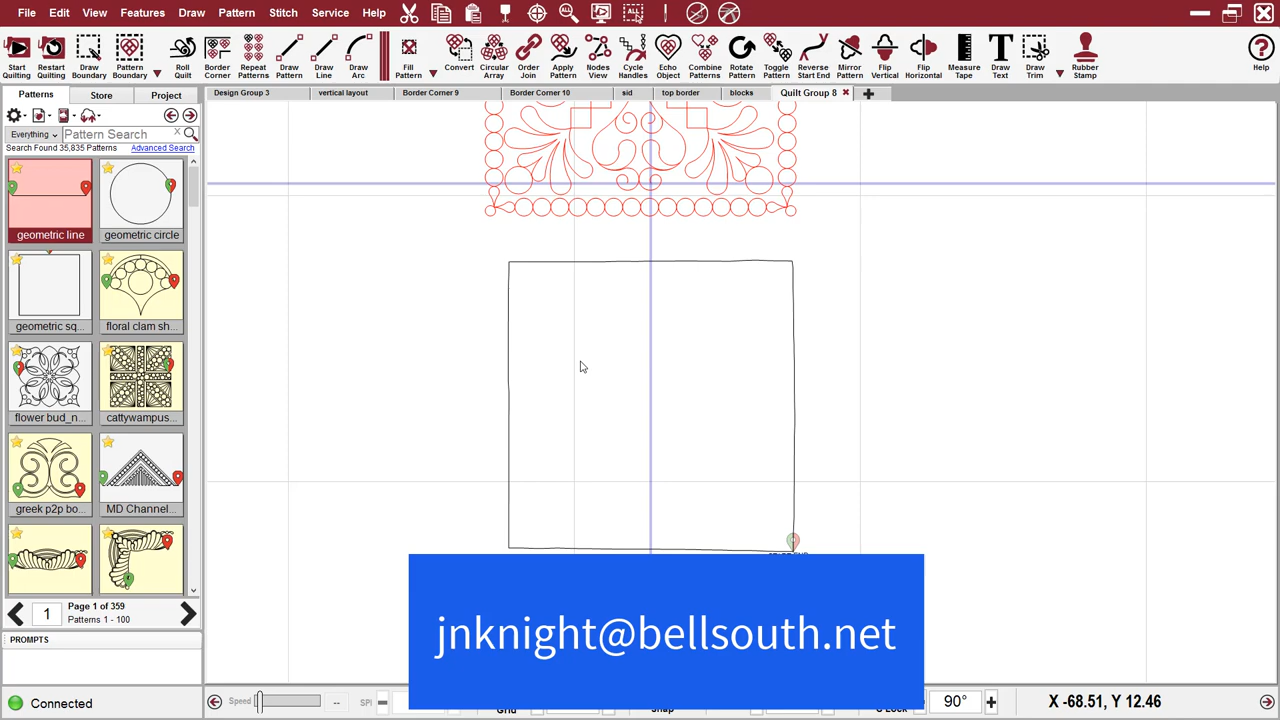 File Edit View Features Draw Pattern Stitch Service Help
Start Quilting
Restart Quilting
Draw Boundary
Pattern Boundary
Roll Quilt
Border Corner
Repeat Patterns
Draw Pattern
Draw Line
Draw Arc
Fill Pattern
Convert
Circular Array
Order Join
Apply Pattern
Nodes View
Cycle Handles
Echo Object
Combine Patterns
Rotate Pattern
Toggle Pattern
Reverse Start End
Mirror Pattern
Flip Vertical
Flip Horizontal
Measure Tape
Draw Text
Draw Trim
Rubber Stamp
Help
Patterns Store Project
Design Group 3 vertical layout Border Corner 9 Border Corner 10 sid top border blocks Quilt Group 8
Everything Pattern Search X
Search Found 35,835 Patterns Advanced Search
geometric line geometric circle
geometric sq... floral clam sh...
flower bud_n... cattywampus...
greek p2p bo... MD Channel...
1 Page 1 of 359
Patterns 1 - 100
PROMPTS
jnknight@bellsouth.net
Connected Speed -- SPI 90° X -68.51, Y 12.46